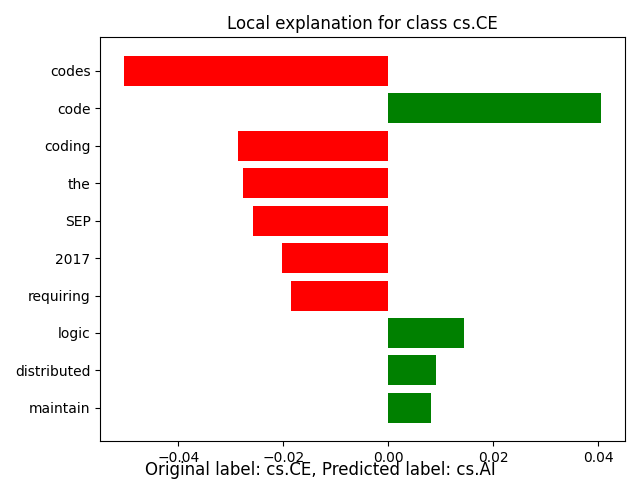 Local explanation for class cs.CE
codes
code
coding
the
SEP
2017
requiring
logic
distributed
maintain
−0.04 −0.02 0.00 0.02 0.04
Original label: cs.CE, Predicted label: cs.AI